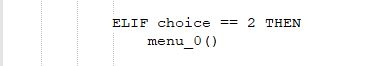 ELIF choice == 2 THEN
menu_0()